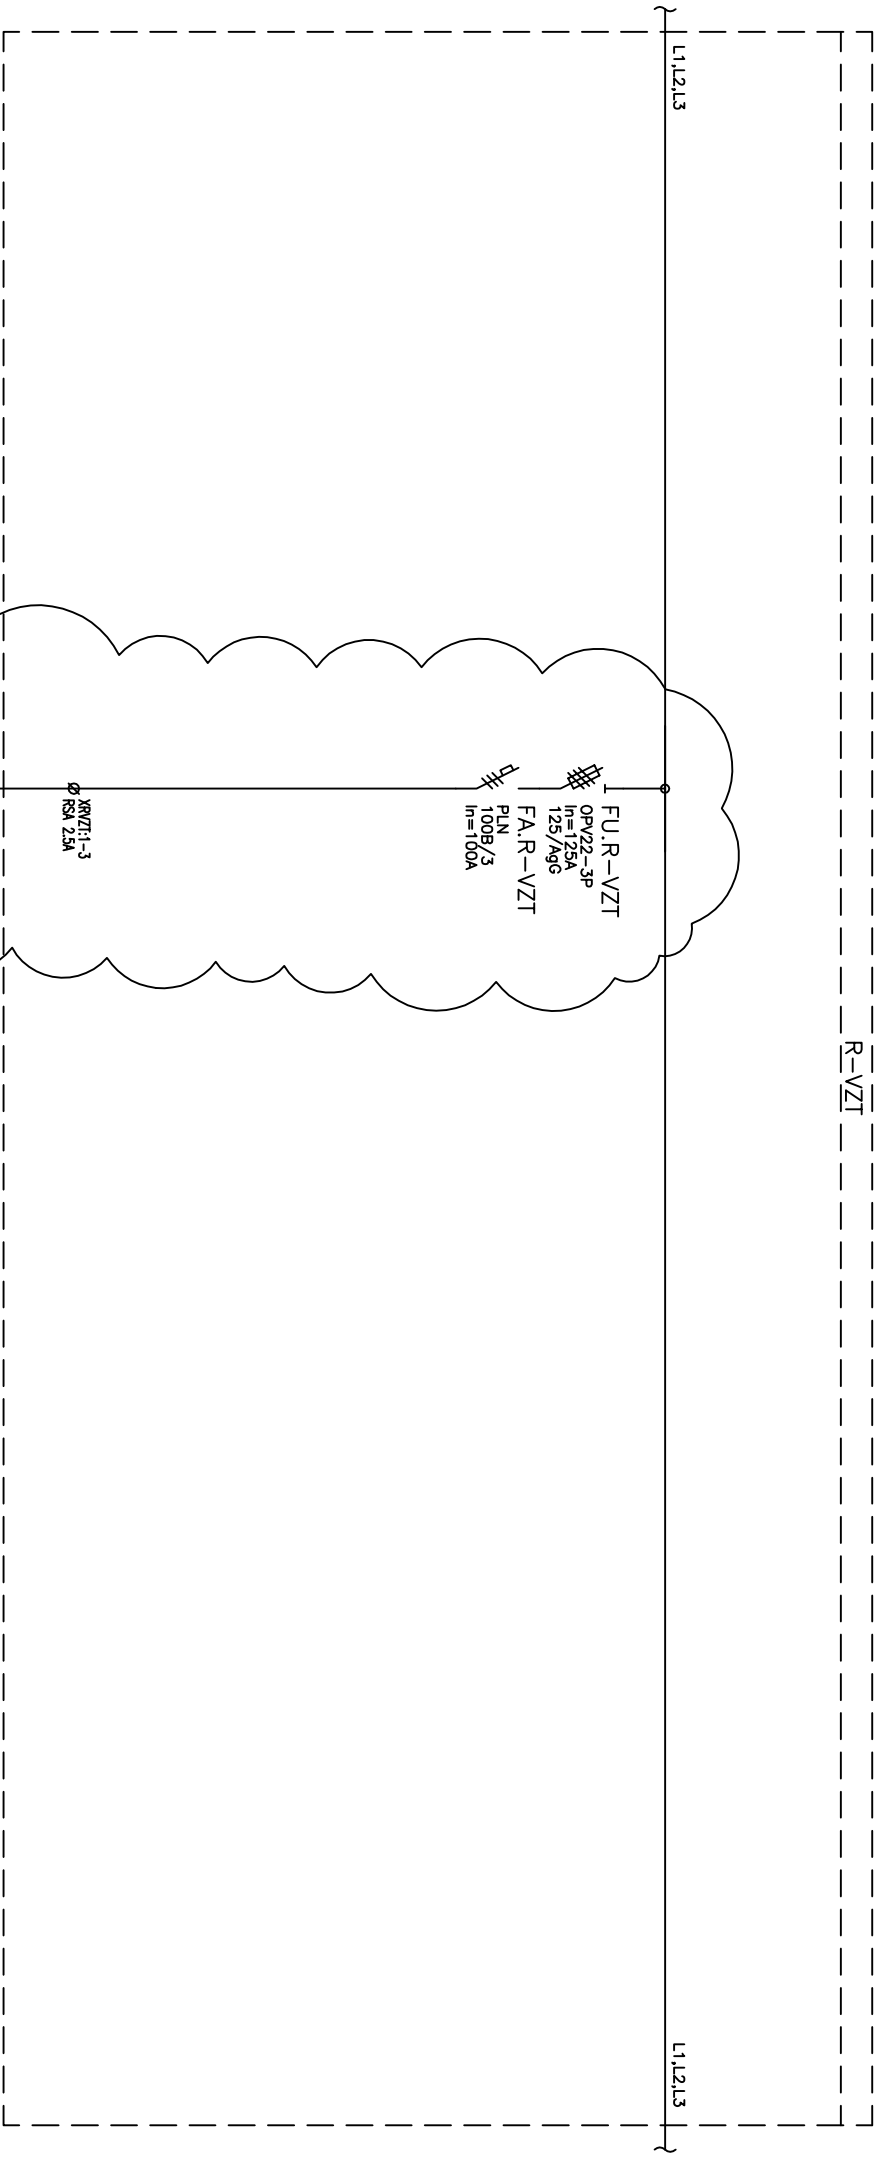 R-VZT
L1,L2,L3
L1,L2,L3
FU.R-VZT
OPV22-3P
In=125A
125/AgG
FA.R-VZT
PLN
100B/3
In=100A
XRVZT:1-3
RSA 2.5A